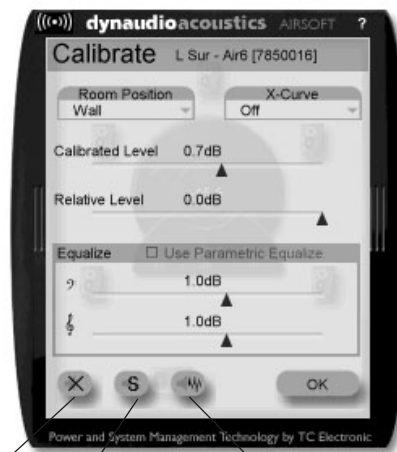 dynaudioacoustics AIRSOFT ?
Calibrate L Sur - Air6 [7850016]
Room Position X-Curve
Wall Off
Calibrated Level 0.7dB
Relative Level 0.0dB
Equalize Use Parametric Equalize
1.0dB
1.0dB
S OK
Power and System Management Technology by TC Electronic